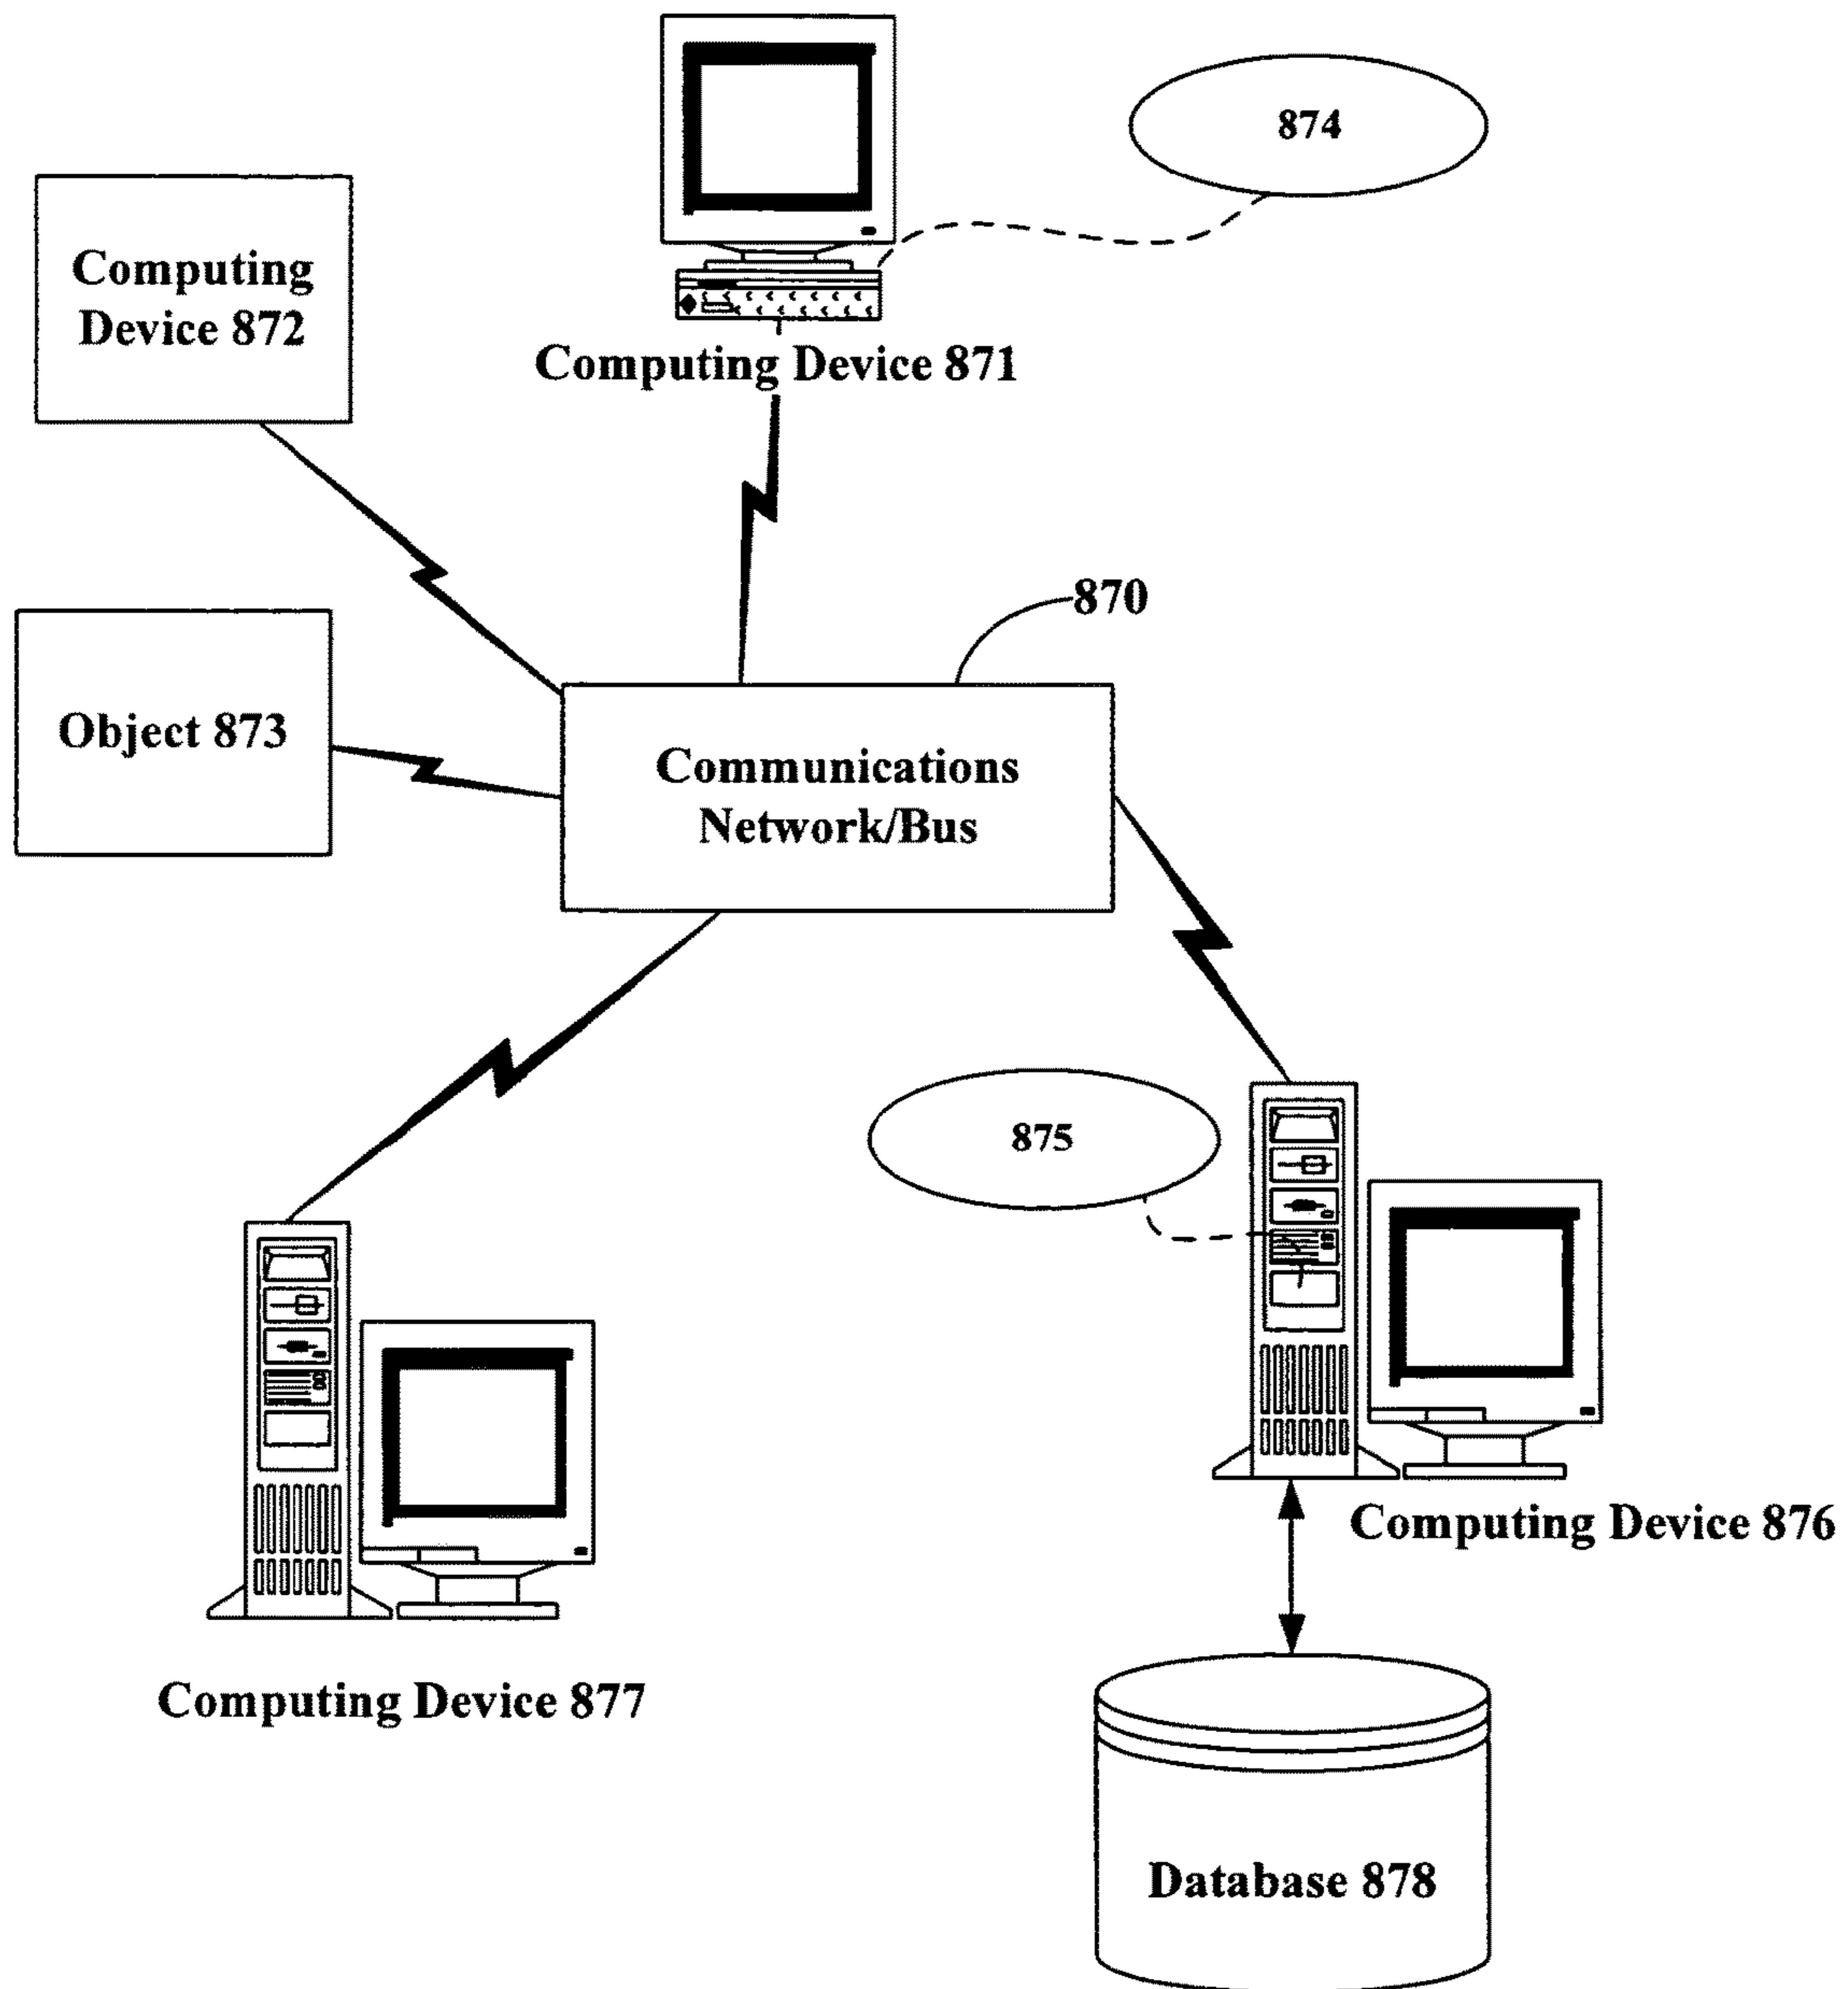 874
Computing
Device 872
Computing Device 871
870
Object 873
Communications
Network/Bus
875
Computing Device 876
Computing Device 877
Database 878